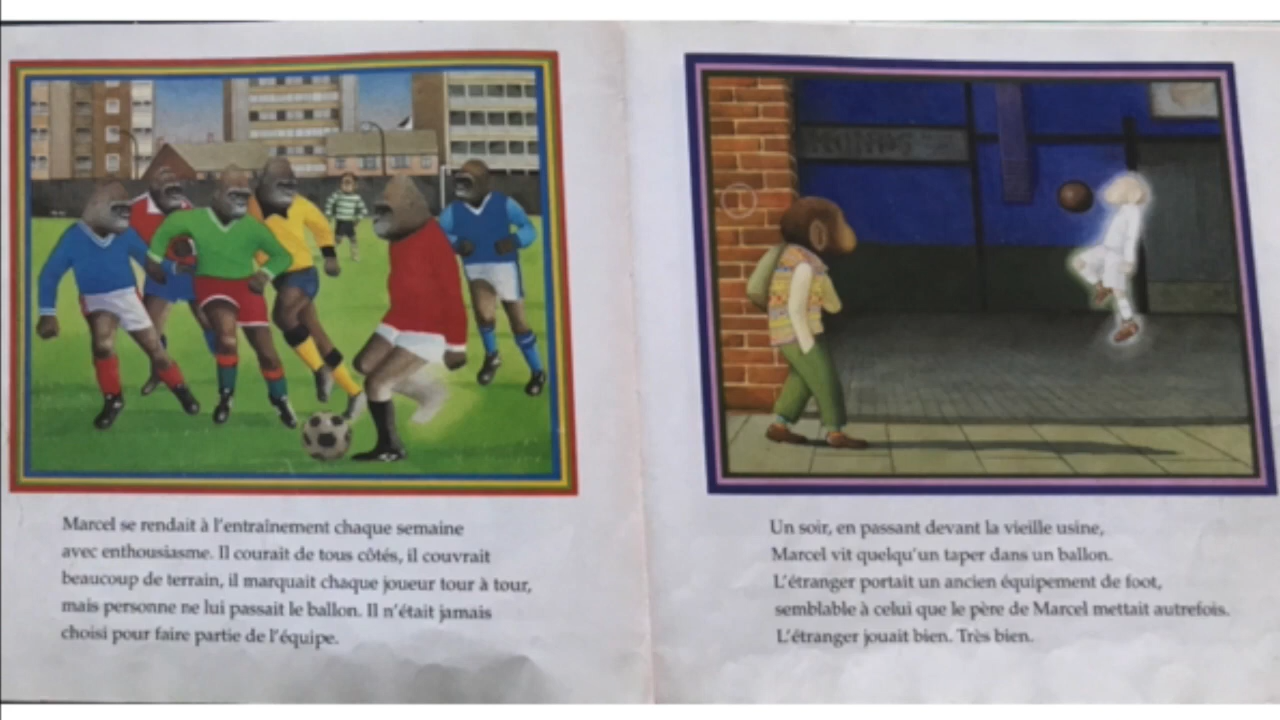 Marcel se rendait à l'entraînement chaque semaine
avec enthousiasme. Il courait de tous côtés, il couvrait
beaucoup de terrain, il marquait chaque joueur tour à tour,
mais personne ne lui passait le ballon. Il n'était jamais
choisi pour faire partie de l'équipe.
Un soir, en passant devant la vieille usine,
Marcel vit quelqu'un taper dans un ballon.
L'étranger portait un ancien équipement de foot,
semblable à celui que le père de Marcel mettait autrefois.
L'étranger jouait bien. Très bien.